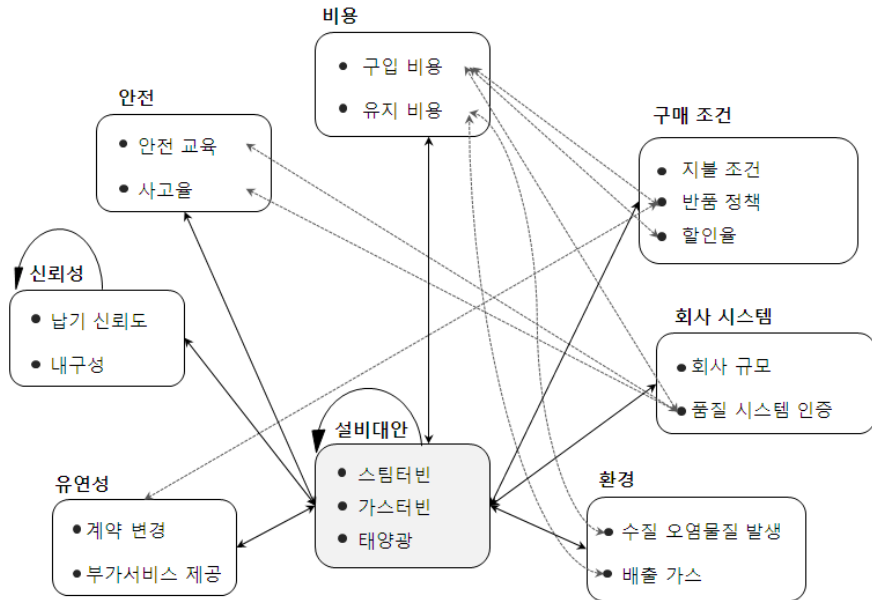 비용
구입 비용
유지 비용
안전
안전 교육
사고율
구매 조건
지불 조건
반품 정책
할인율
신뢰성
납기 신뢰도
내구성
회사 시스템
회사 규모
품질 시스템 인증
설비대안
스팀터빈
가스터빈
태양광
유연성
계약 변경
부가서비스 제공
환경
수질 오염물질 발생
배출 가스